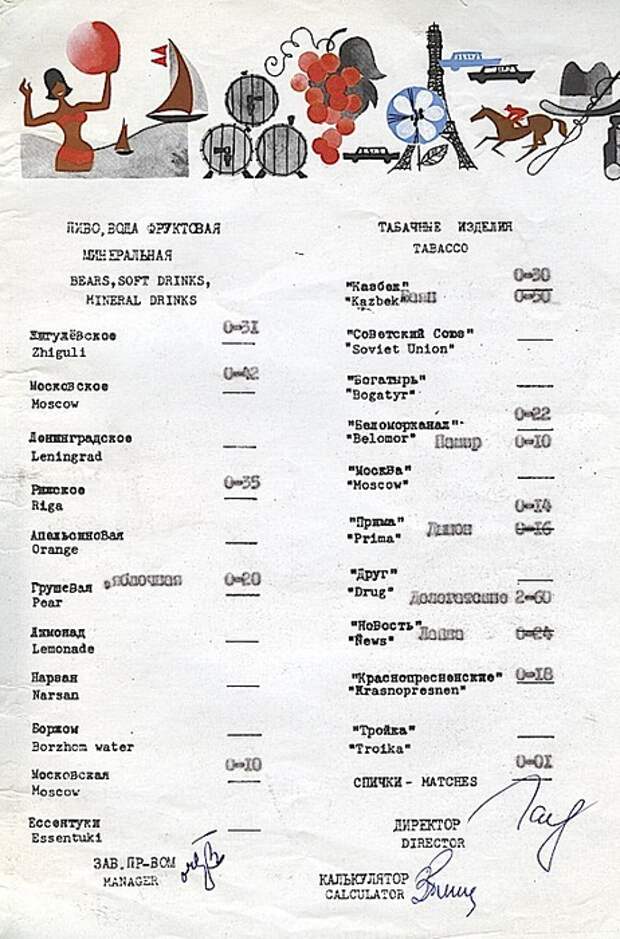 ПИВО, ВОДА ФРУКТОВАЯ
МИНЕРАЛЬНАЯ
BEARS, SOFT DRINKS,
MINERAL DRINKS
Жигулёвское 0-31
Zhiguli
Московское 0-42
Moscow
Ленинградское
Leningrad
Рижское 0-35
Riga
Апельсиновая
Orange
Грушевая, яблочная 0-20
Pear
Лимонад
Lemonade
Нарзан
Narsan
Боржом
Borzhom water
Московская 0-10
Moscow
Ессентуки
Essentuki
ЗАВ. ПР-ВОМ
MANAGER
ТАБАЧНЫЕ ИЗДЕЛИЯ
TABACCO
"Казбек" 0-30
"Kazbek"
"Советский Союз"
"Soviet Union"
"Богатырь"
"Bogatyr"
"Беломорканал" 0-22
"Belomor" Памир 0-10
"Москва"
"Moscow"
"Прима" 0-14
"Prima" Лигон 0-16
"Друг"
"Drug" 2-60
"Новость"
"News" 0-24
"Краснопресненские" 0-18
"Krasnopresnen"
"Тройка"
"Troika"
СПИЧКИ - MATCHES 0-01
ДИРЕКТОР
DIRECTOR
КАЛЬКУЛЯТОР
CALCULATOR